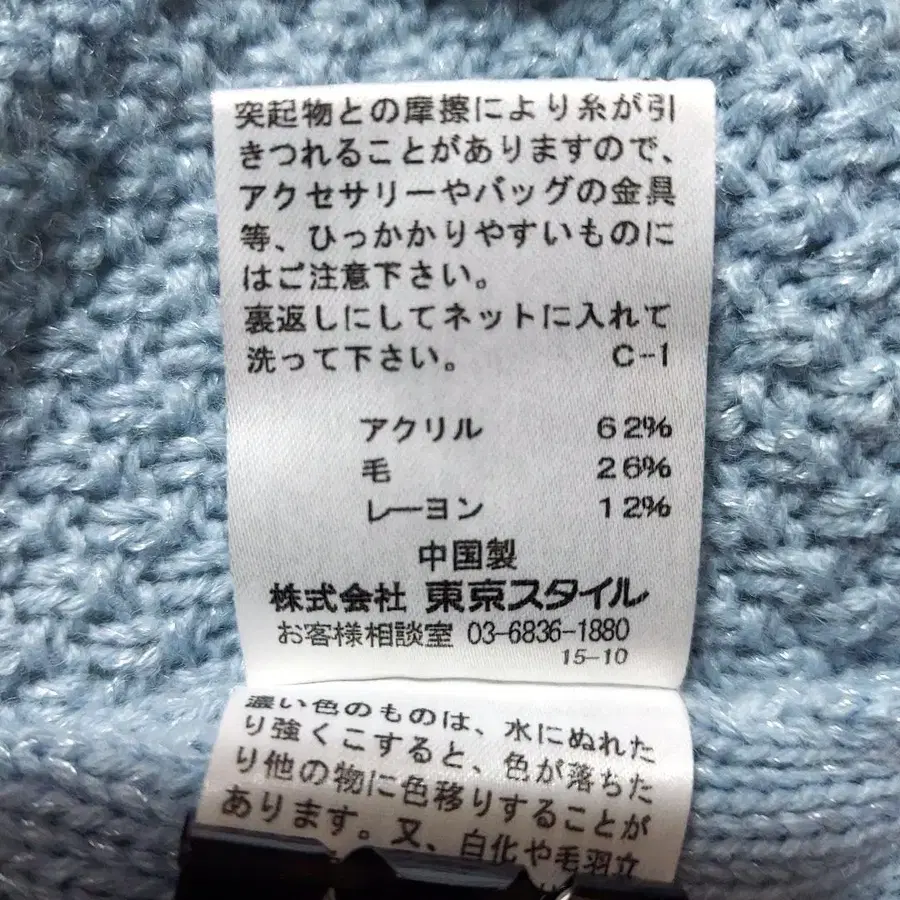 突起物との摩擦により糸が引
きつれることがありますので、
アクセサリーやバッグの金具
等、ひっかかりやすいものに
はご注意下さい。
裏返しにしてネットに入れて
洗って下さい。 C-1
アクリル 62%
毛 26%
レーヨン 12%
中国製
株式会社 東京スタイル
お客様相談室 03-6836-1880
15-10
濃い色のものは、水にぬれた
り強くこすると、色が落ちた
り他の物に色移りすることが
あります。又、白化や毛羽立